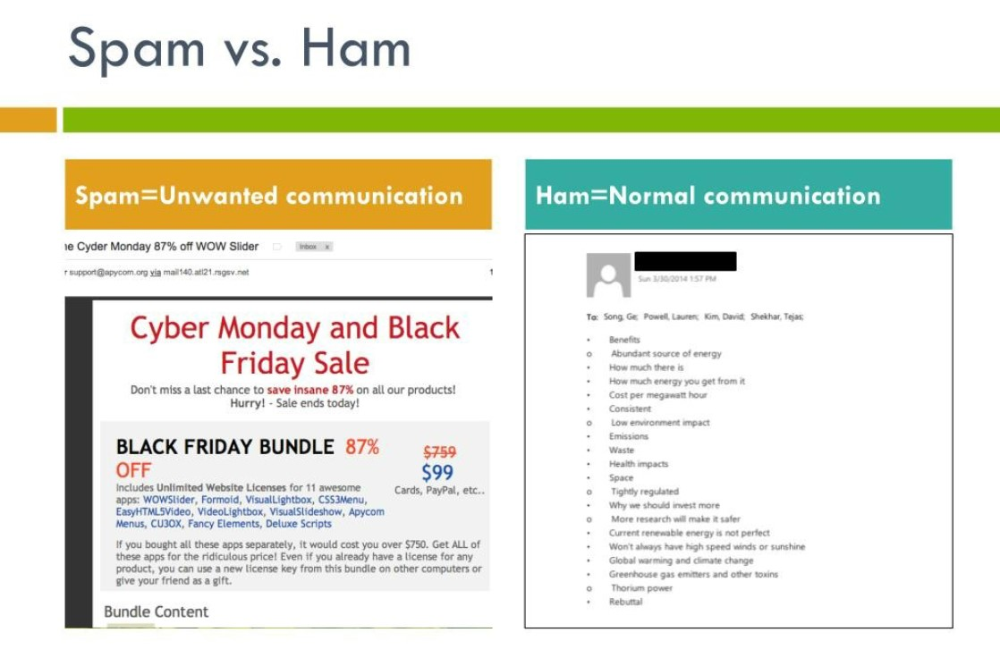 Spam vs. Ham
Spam=Unwanted communication
Cyder Monday 87% off WOW Slider
Inbox x
support@apycom.org via mail140.atl21.rsgsv.net
Cyber Monday and Black
Friday Sale
Don't miss a last chance to save insane 87% on all our products!
Hurry! - Sale ends today!
BLACK FRIDAY BUNDLE 87%
OFF
$759
$99
Cards, PayPal, etc..
Includes Unlimited Website Licenses for 11 awesome
apps: WOWSlider, Formoid, VisualLightbox, CSS3Menu,
EasyHTML5Video, VideoLightbox, VisualSlideshow, Apycom
Menus, CU3OX, Fancy Elements, Deluxe Scripts
If you bought all these apps separately, it would cost you over $750. Get ALL of
these apps for the ridiculous price! Even if you already have a license for any
product, you can use a new license key from this bundle on other computers or
give your friend as a gift.
Bundle Content
Ham=Normal communication
Sun 3/30/2014 1:57 PM
To: Song, Ge; Powell, Lauren; Kim, David; Shekhar, Tejas;
• Benefits
o Abundant source of energy
• How much there is
• How much energy you get from it
• Cost per megawatt hour
• Consistent
o Low environment impact
• Emissions
• Waste
• Health impacts
• Space
o Tightly regulated
• Why we should invest more
o More research will make it safer
• Current renewable energy is not perfect
• Won't always have high speed winds or sunshine
• Global warming and climate change
• Greenhouse gas emitters and other toxins
o Thorium power
• Rebuttal